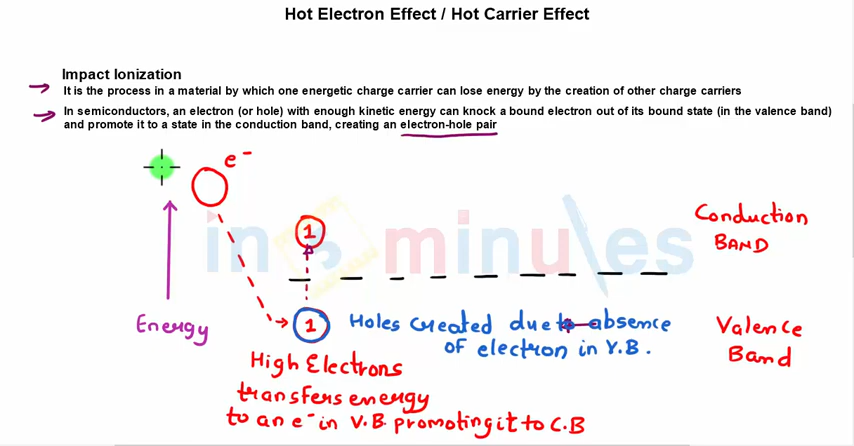 Hot Electron Effect / Hot Carrier Effect
Impact Ionization
It is the process in a material by which one energetic charge carrier can lose energy by the creation of other charge carriers
In semiconductors, an electron (or hole) with enough kinetic energy can knock a bound electron out of its bound state (in the valence band)
and promote it to a state in the conduction band, creating an electron-hole pair
e-
1
Conduction
BAND
in 3 minutes
Energy
1
Holes created due to absence
of electron in V.B.
Valence
Band
High Electrons
transfers energy
to an e- in V.B. promoting it to C.B